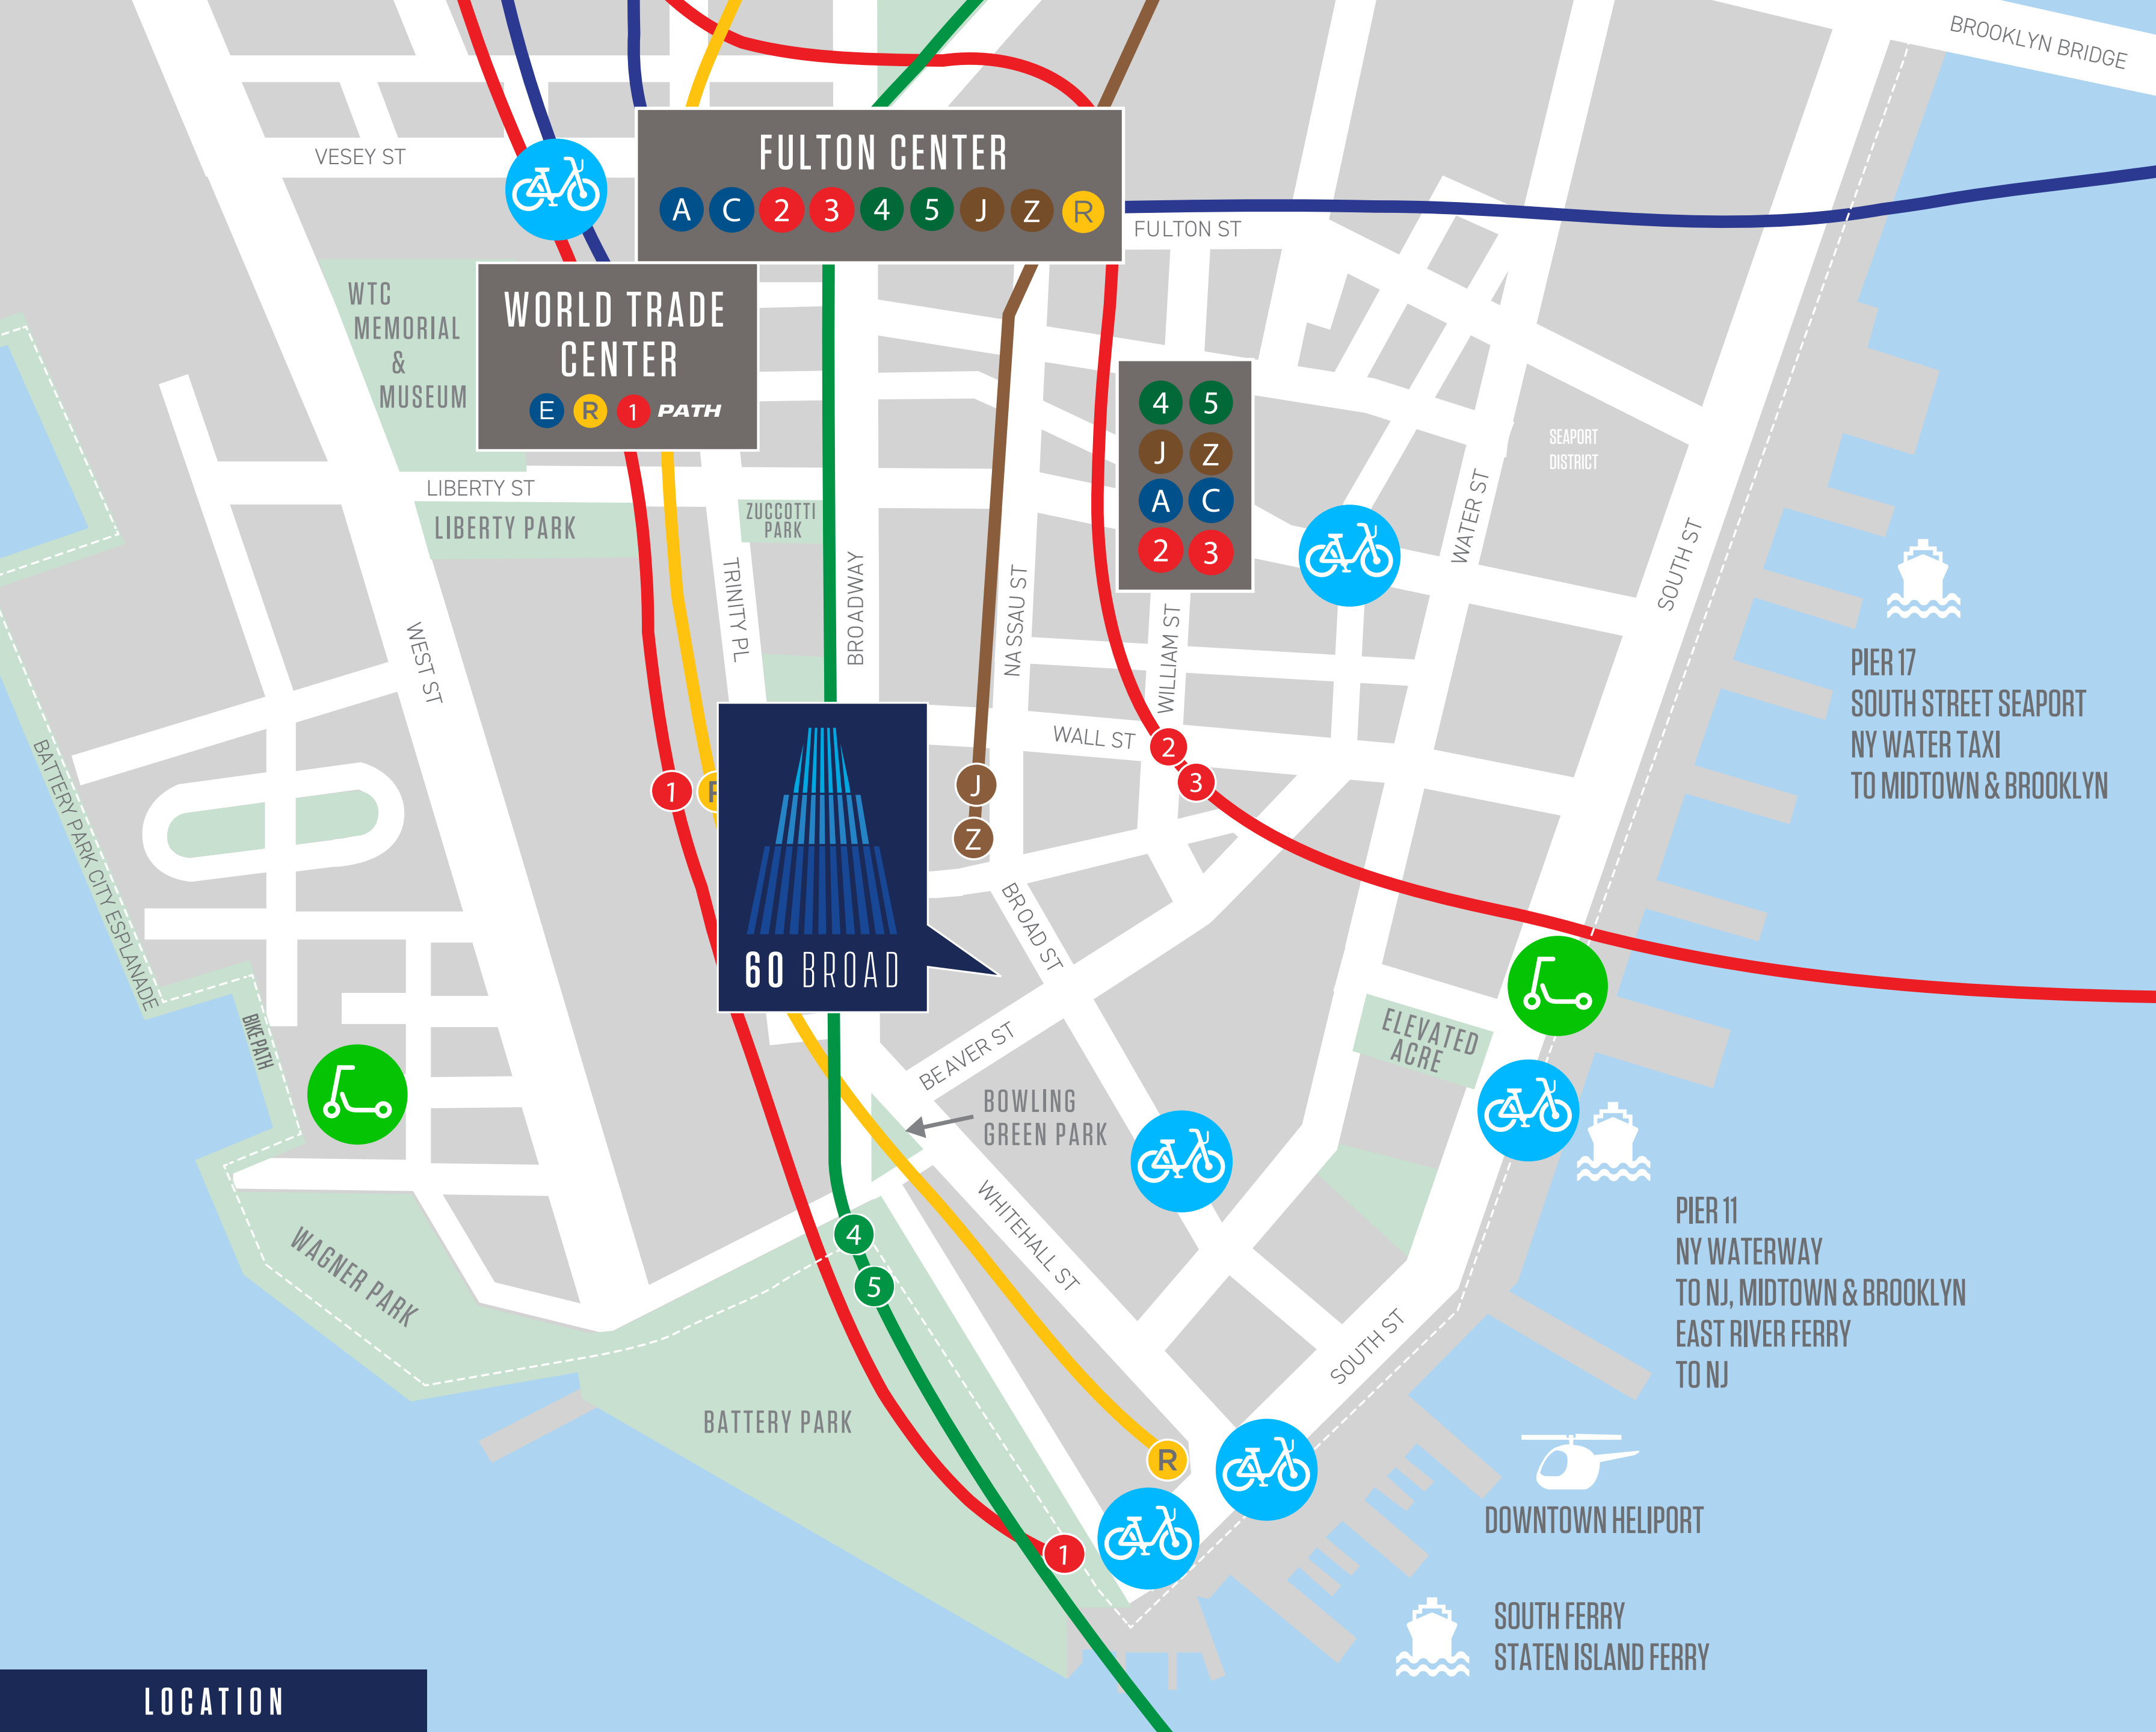 BROOKLYN BRIDGE
VESEY ST
FULTON CENTER
A C 2 3 4 5 J Z R
FULTON ST
WTC
MEMORIAL
&
MUSEUM
WORLD TRADE
CENTER
E R 1 PATH
4 5
J Z
A C
2 3
SEAPORT
DISTRICT
LIBERTY ST
LIBERTY PARK
ZUCCOTTI
PARK
WATER ST
SOUTH ST
TRINITY PL
BROADWAY
NASSAU ST
WILLIAM ST
WEST ST
PIER 17
SOUTH STREET SEAPORT
NY WATER TAXI
TO MIDTOWN & BROOKLYN
WALL ST
2
3
1
R
J
Z
BATTERY PARK CITY ESPLANADE
60 BROAD
BROAD ST
BIKE PATH
ELEVATED
ACRE
BEAVER ST
BOWLING
GREEN PARK
WHITEHALL ST
4
5
WAGNER PARK
PIER 11
NY WATERWAY
TO NJ, MIDTOWN & BROOKLYN
EAST RIVER FERRY
TO NJ
SOUTH ST
BATTERY PARK
R
1
DOWNTOWN HELIPORT
SOUTH FERRY
STATEN ISLAND FERRY
LOCATION